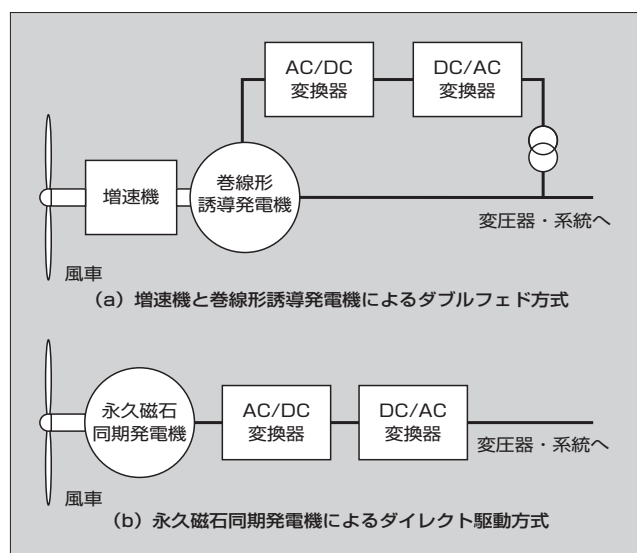 AC/DC
変換器
DC/AC
変換器
増速機
巻線形
誘導発電機
変圧器・系統へ
風車
（a）増速機と巻線形誘導発電機によるダブルフェド方式
永久磁石
同期発電機
AC/DC
変換器
DC/AC
変換器
変圧器・系統へ
風車
（b）永久磁石同期発電機によるダイレクト駆動方式